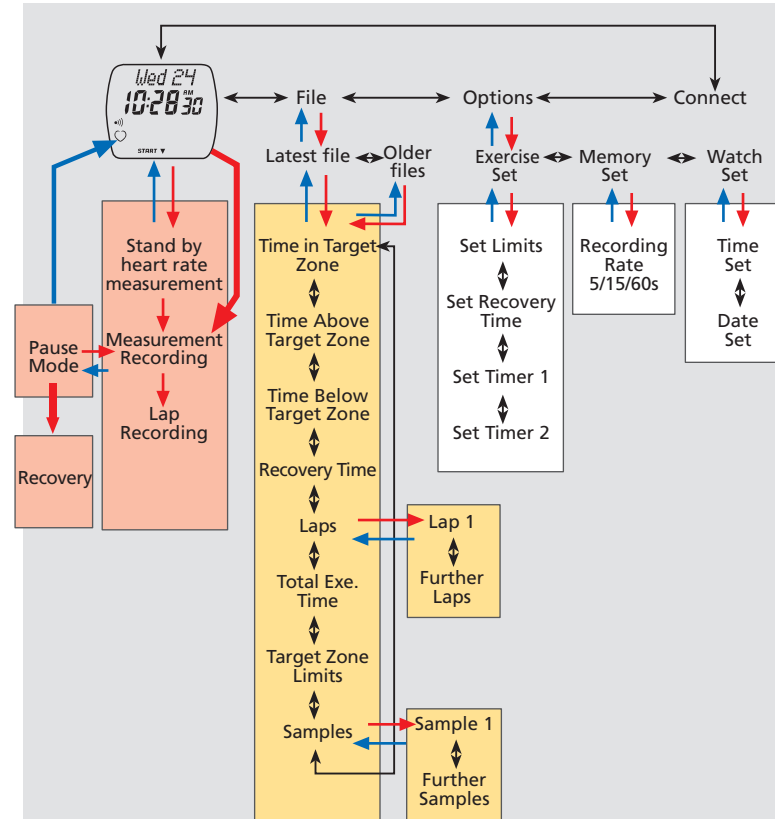 Wed 24
10:28 30 AM
START ▼
File
Options
Connect
Latest file
Older
files
Exercise
Set
Memory
Set
Watch
Set
Stand by
heart rate
measurement
Measurement
Recording
Lap
Recording
Pause
Mode
Recovery
Time in Target
Zone
Time Above
Target Zone
Time Below
Target Zone
Recovery Time
Laps
Total Exe.
Time
Target Zone
Limits
Samples
Lap 1
Further
Laps
Sample 1
Further
Samples
Set Limits
Set Recovery
Time
Set Timer 1
Set Timer 2
Recording
Rate
5/15/60s
Time
Set
Date
Set